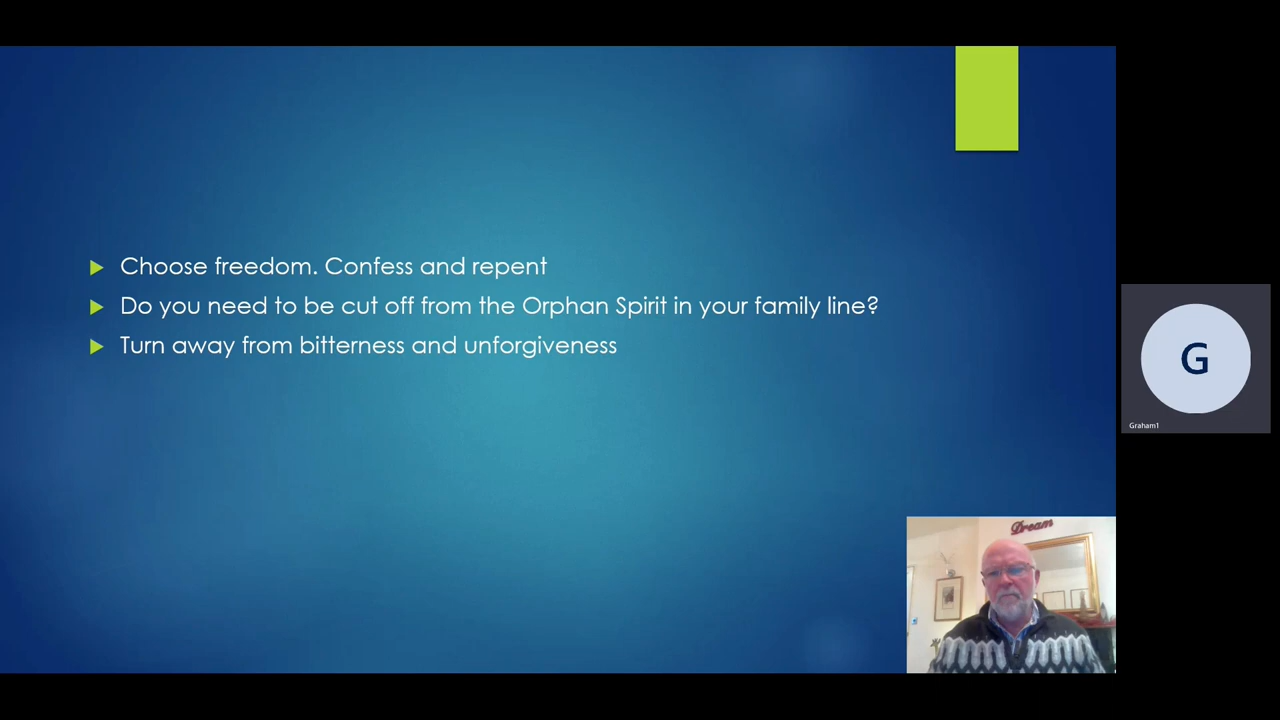 Choose freedom. Confess and repent
Do you need to be cut off from the Orphan Spirit in your family line?
Turn away from bitterness and unforgiveness
G
Graham1
Dream